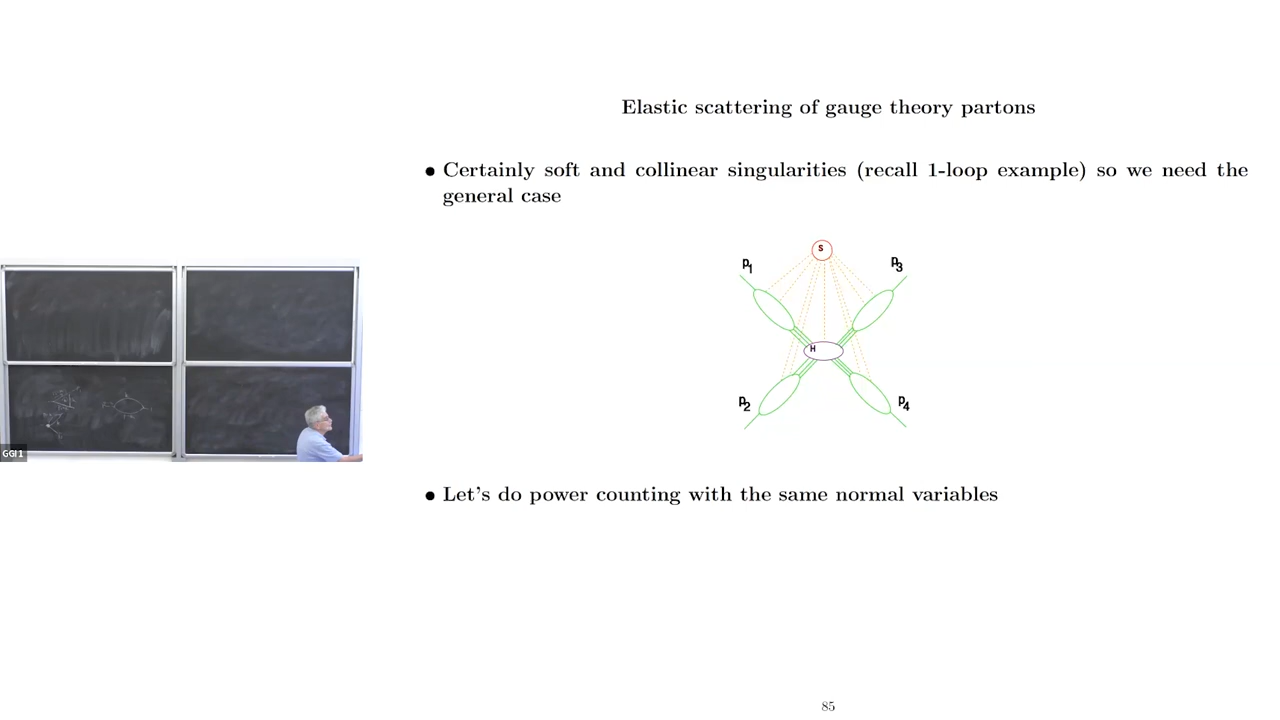 Elastic scattering of gauge theory partons
• Certainly soft and collinear singularities (recall 1-loop example) so we need the
general case
S
p1
p3
H
p2
p4
• Let's do power counting with the same normal variables
GGI1
85